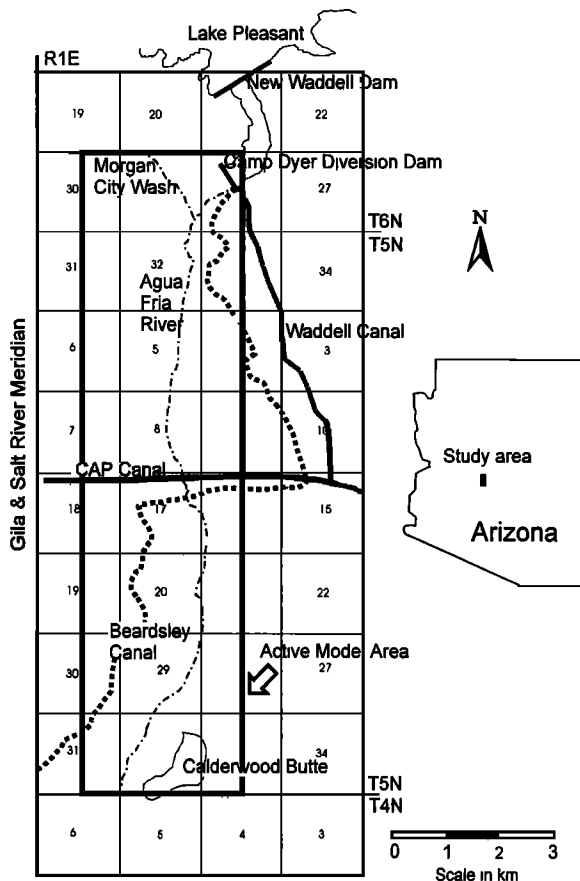 Lake Pleasant
R1E
New Waddell Dam
19 20 22
Morgan
City Wash
Camp Dyer Diversion Dam
30 27
T6N
T5N
N
31 32 34
Agua
Fria
River
Waddell Canal
6 5 3
Gila & Salt River Meridian
7 8 10
CAP Canal
Study area
Arizona
18 17 15
19 20 22
Beardsley
Canal
Active Model Area
30 29 27
31 34
Calderwood Butte
T5N
T4N
6 5 4 3
0 1 2 3
Scale in km